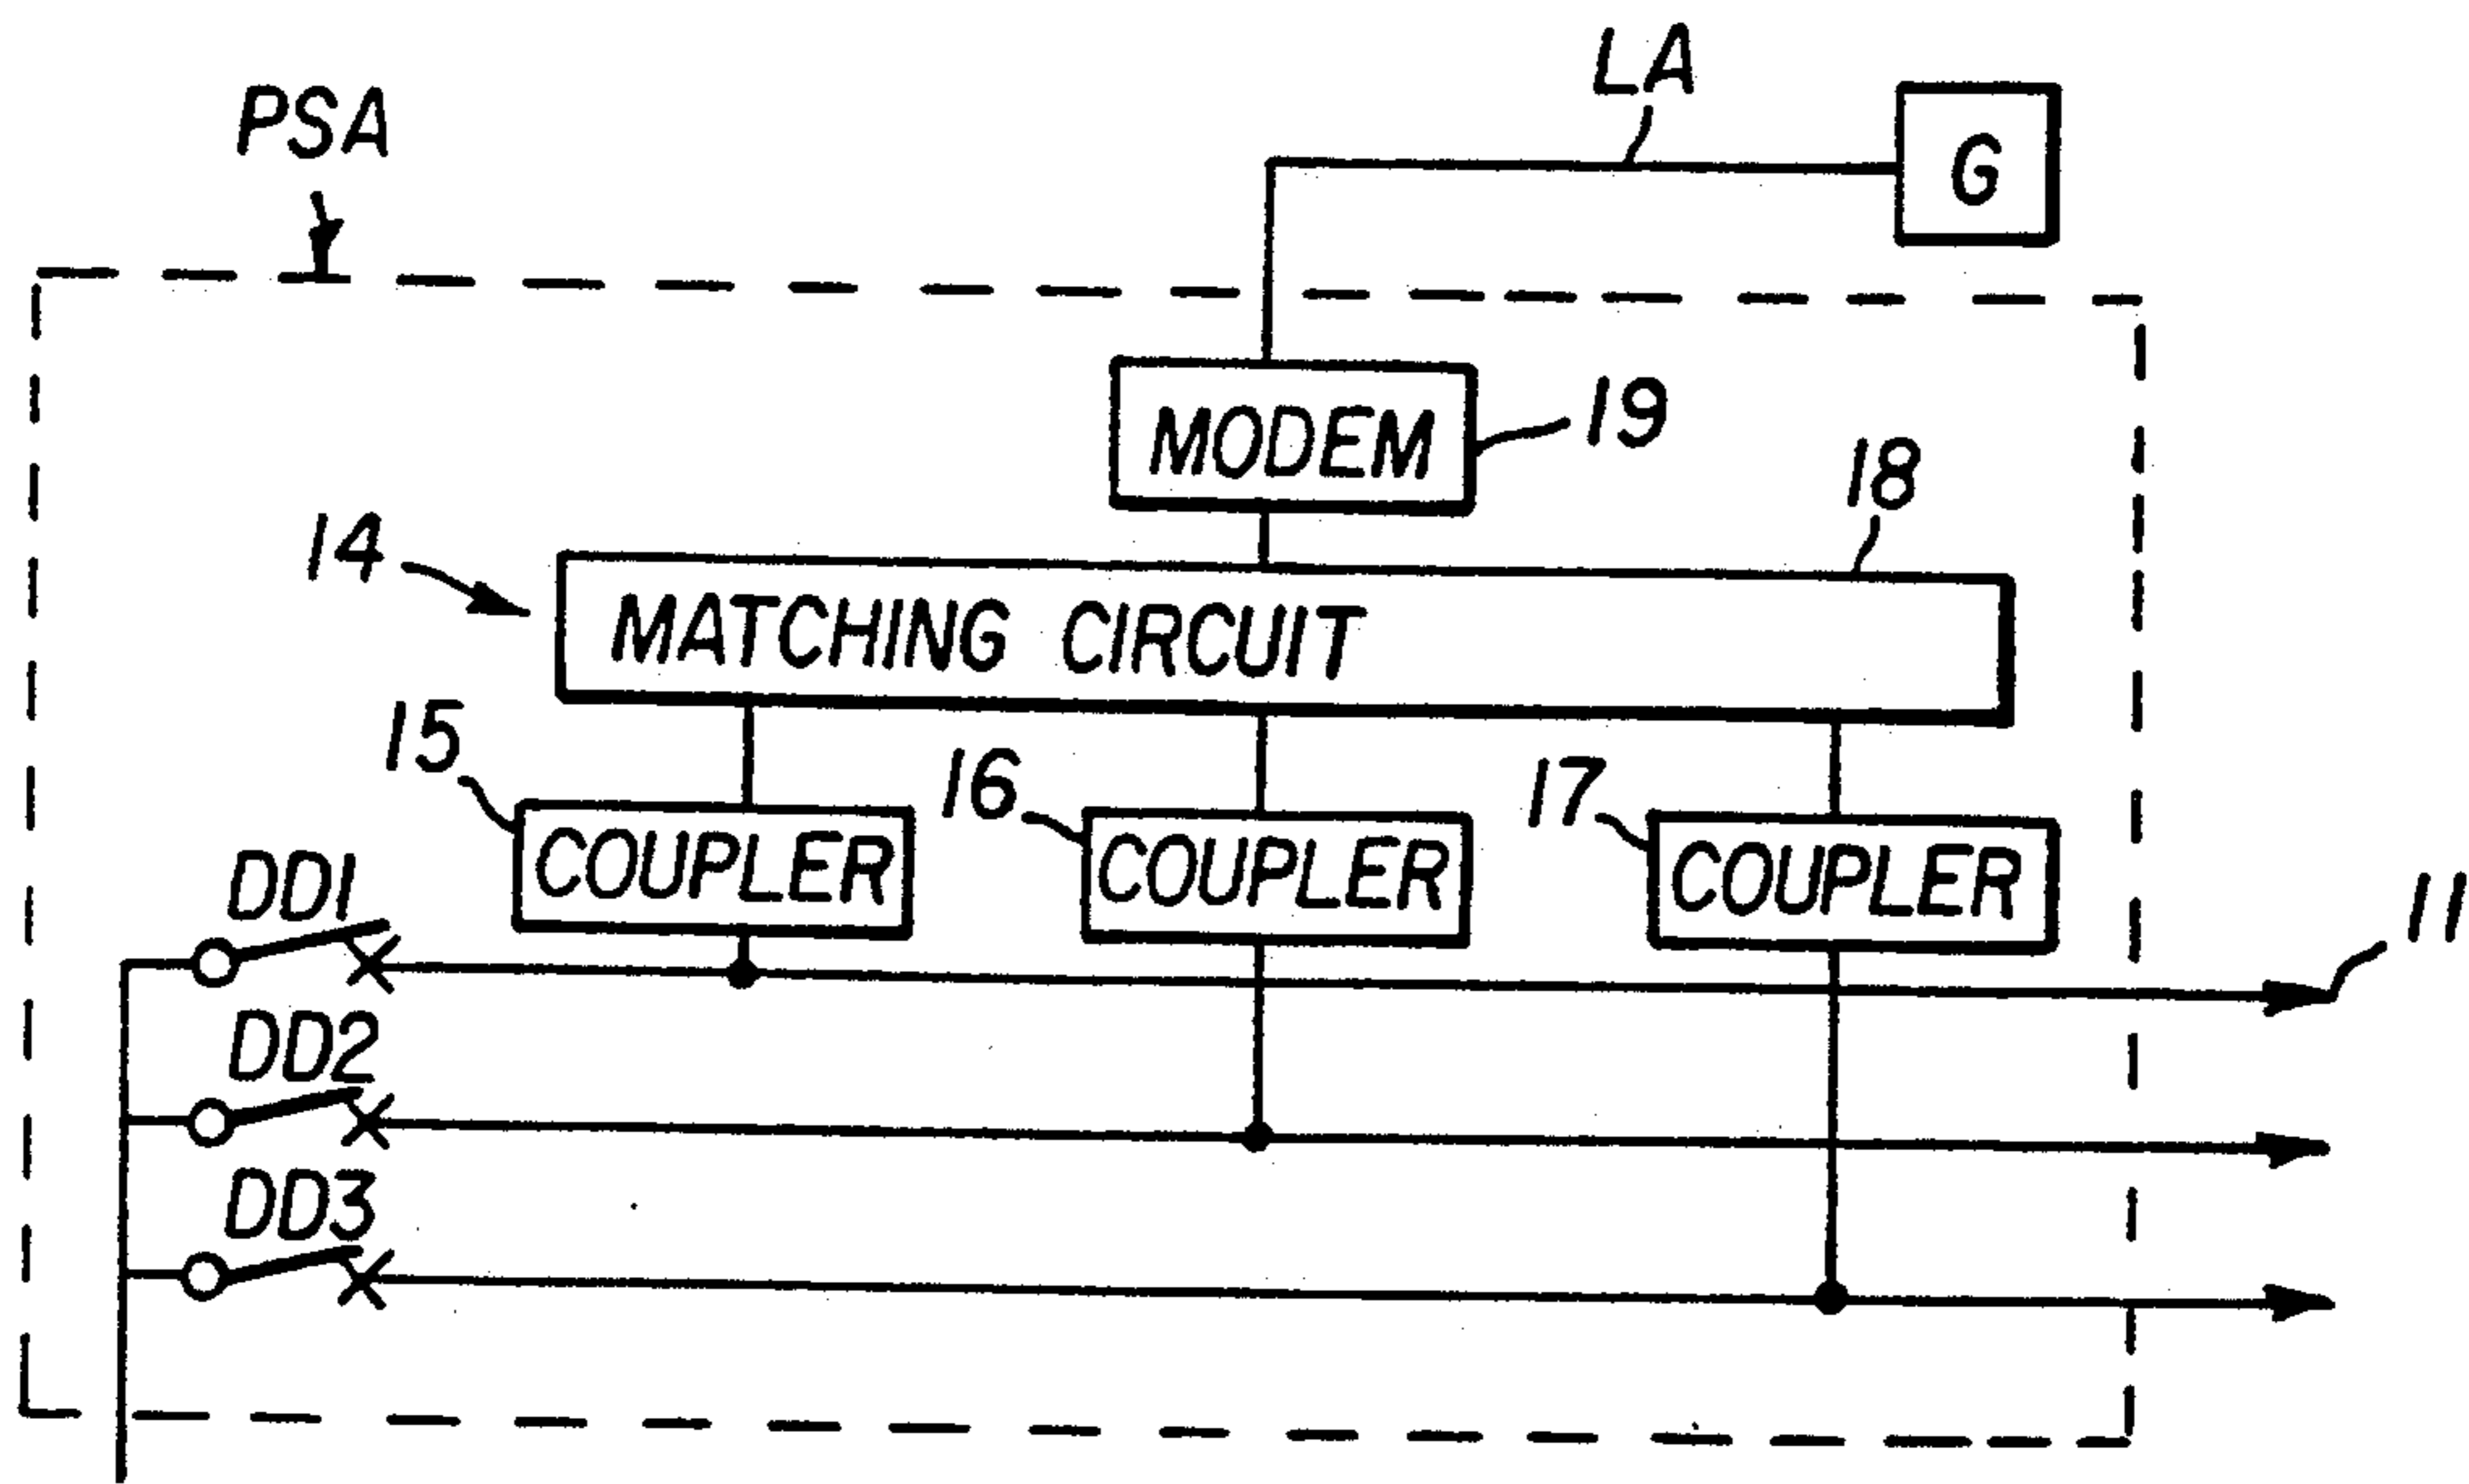 LA
PSA
G
MODEM
19
18
14
MATCHING CIRCUIT
15
16
17
COUPLER
COUPLER
COUPLER
11
DD1
DD2
DD3